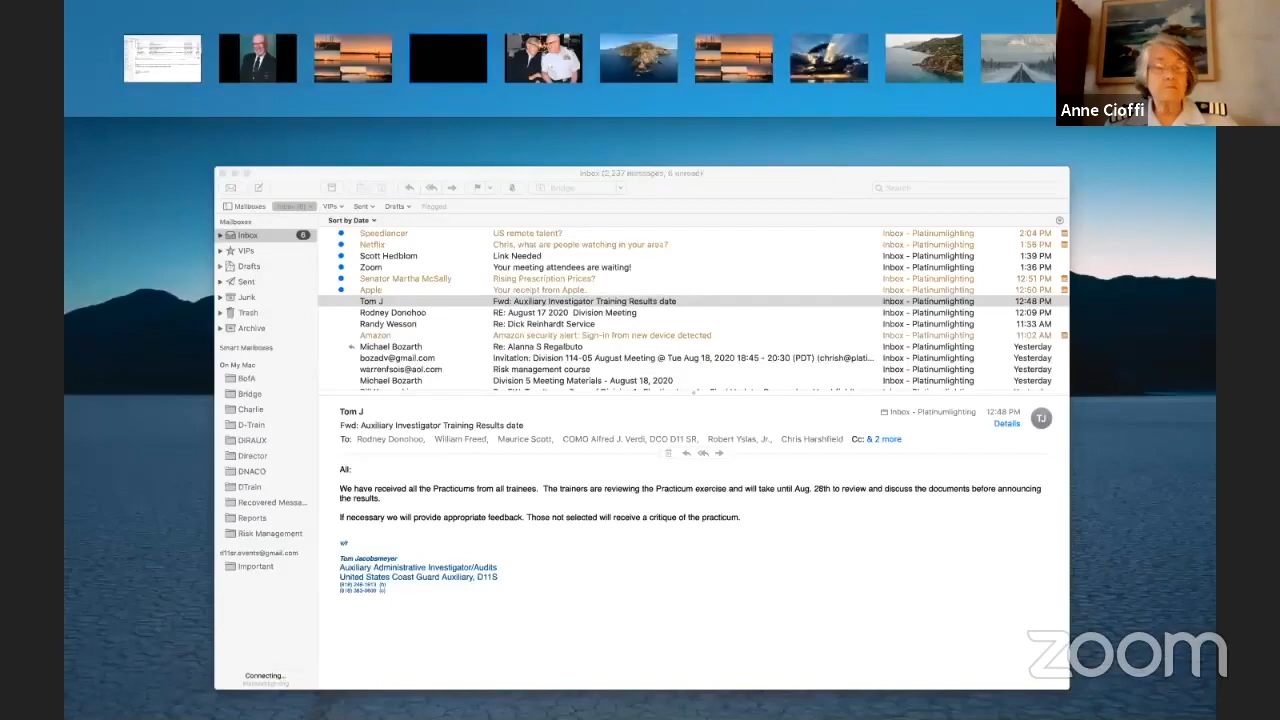 Anne Cioffi
Inbox (2,237 messages, 6 unread)
Bridge
Search
Mailboxes
Inbox (6)
VIPs
Sent
Drafts
Flagged
Mailboxes
Sort by Date
Inbox 6
VIPs
Drafts
Sent
Junk
Trash
Archive
Smart Mailboxes
On My Mac
BofA
Bridge
Charlie
D-Train
DIRAUX
Director
DNACO
DTrain
Recovered Messa...
Reports
Risk Management
d11sr.events@gmail.com
Important
Connecting...
Speedlancer US remote talent? Inbox - Platinumlighting 2:04 PM
Netflix Chris, what are people watching in your area? Inbox - Platinumlighting 1:56 PM
Scott Hedblom Link Needed Inbox - Platinumlighting 1:39 PM
Zoom Your meeting attendees are waiting! Inbox - Platinumlighting 1:36 PM
Senator Martha McSally Rising Prescription Prices? Inbox - Platinumlighting 12:51 PM
Apple Your receipt from Apple. Inbox - Platinumlighting 12:50 PM
Tom J Fwd: Auxiliary Investigator Training Results date Inbox - Platinumlighting 12:48 PM
Rodney Donohoo RE: August 17 2020 Division Meeting Inbox - Platinumlighting 12:09 PM
Randy Wesson Re: Dick Reinhardt Service Inbox - Platinumlighting 11:33 AM
Amazon Amazon security alert: Sign-in from new device detected Inbox - Platinumlighting 11:02 AM
Michael Bozarth Re: Alanna S Regalbuto Inbox - Platinumlighting Yesterday
bozadv@gmail.com Invitation: Division 114-05 August Meeting @ Tue Aug 18, 2020 18:45 - 20:30 (PDT) (chrish@plati... Inbox - Platinumlighting Yesterday
warrenfsois@aol.com Risk management course Inbox - Platinumlighting Yesterday
Michael Bozarth Division 5 Meeting Materials - August 18, 2020 Inbox - Platinumlighting Yesterday
Tom J Inbox - Platinumlighting 12:48 PM TJ
Fwd: Auxiliary Investigator Training Results date Details
To: Rodney Donohoo, William Freed, Maurice Scott, COMO Alfred J. Verdi, DCO D11 SR, Robert Yslas, Jr., Chris Harshfield Cc: & 2 more
All:
We have received all the Practicums from all trainees. The trainers are reviewing the Practicum exercise and will take until Aug. 28th to review and discuss the documents before announcing
the results.
If necessary we will provide appropriate feedback. Those not selected will receive a critique of the practicum.
v/r
Tom Jacobsmeyer
Auxiliary Administrative Investigator/Audits
United States Coast Guard Auxiliary, D11S
zoom